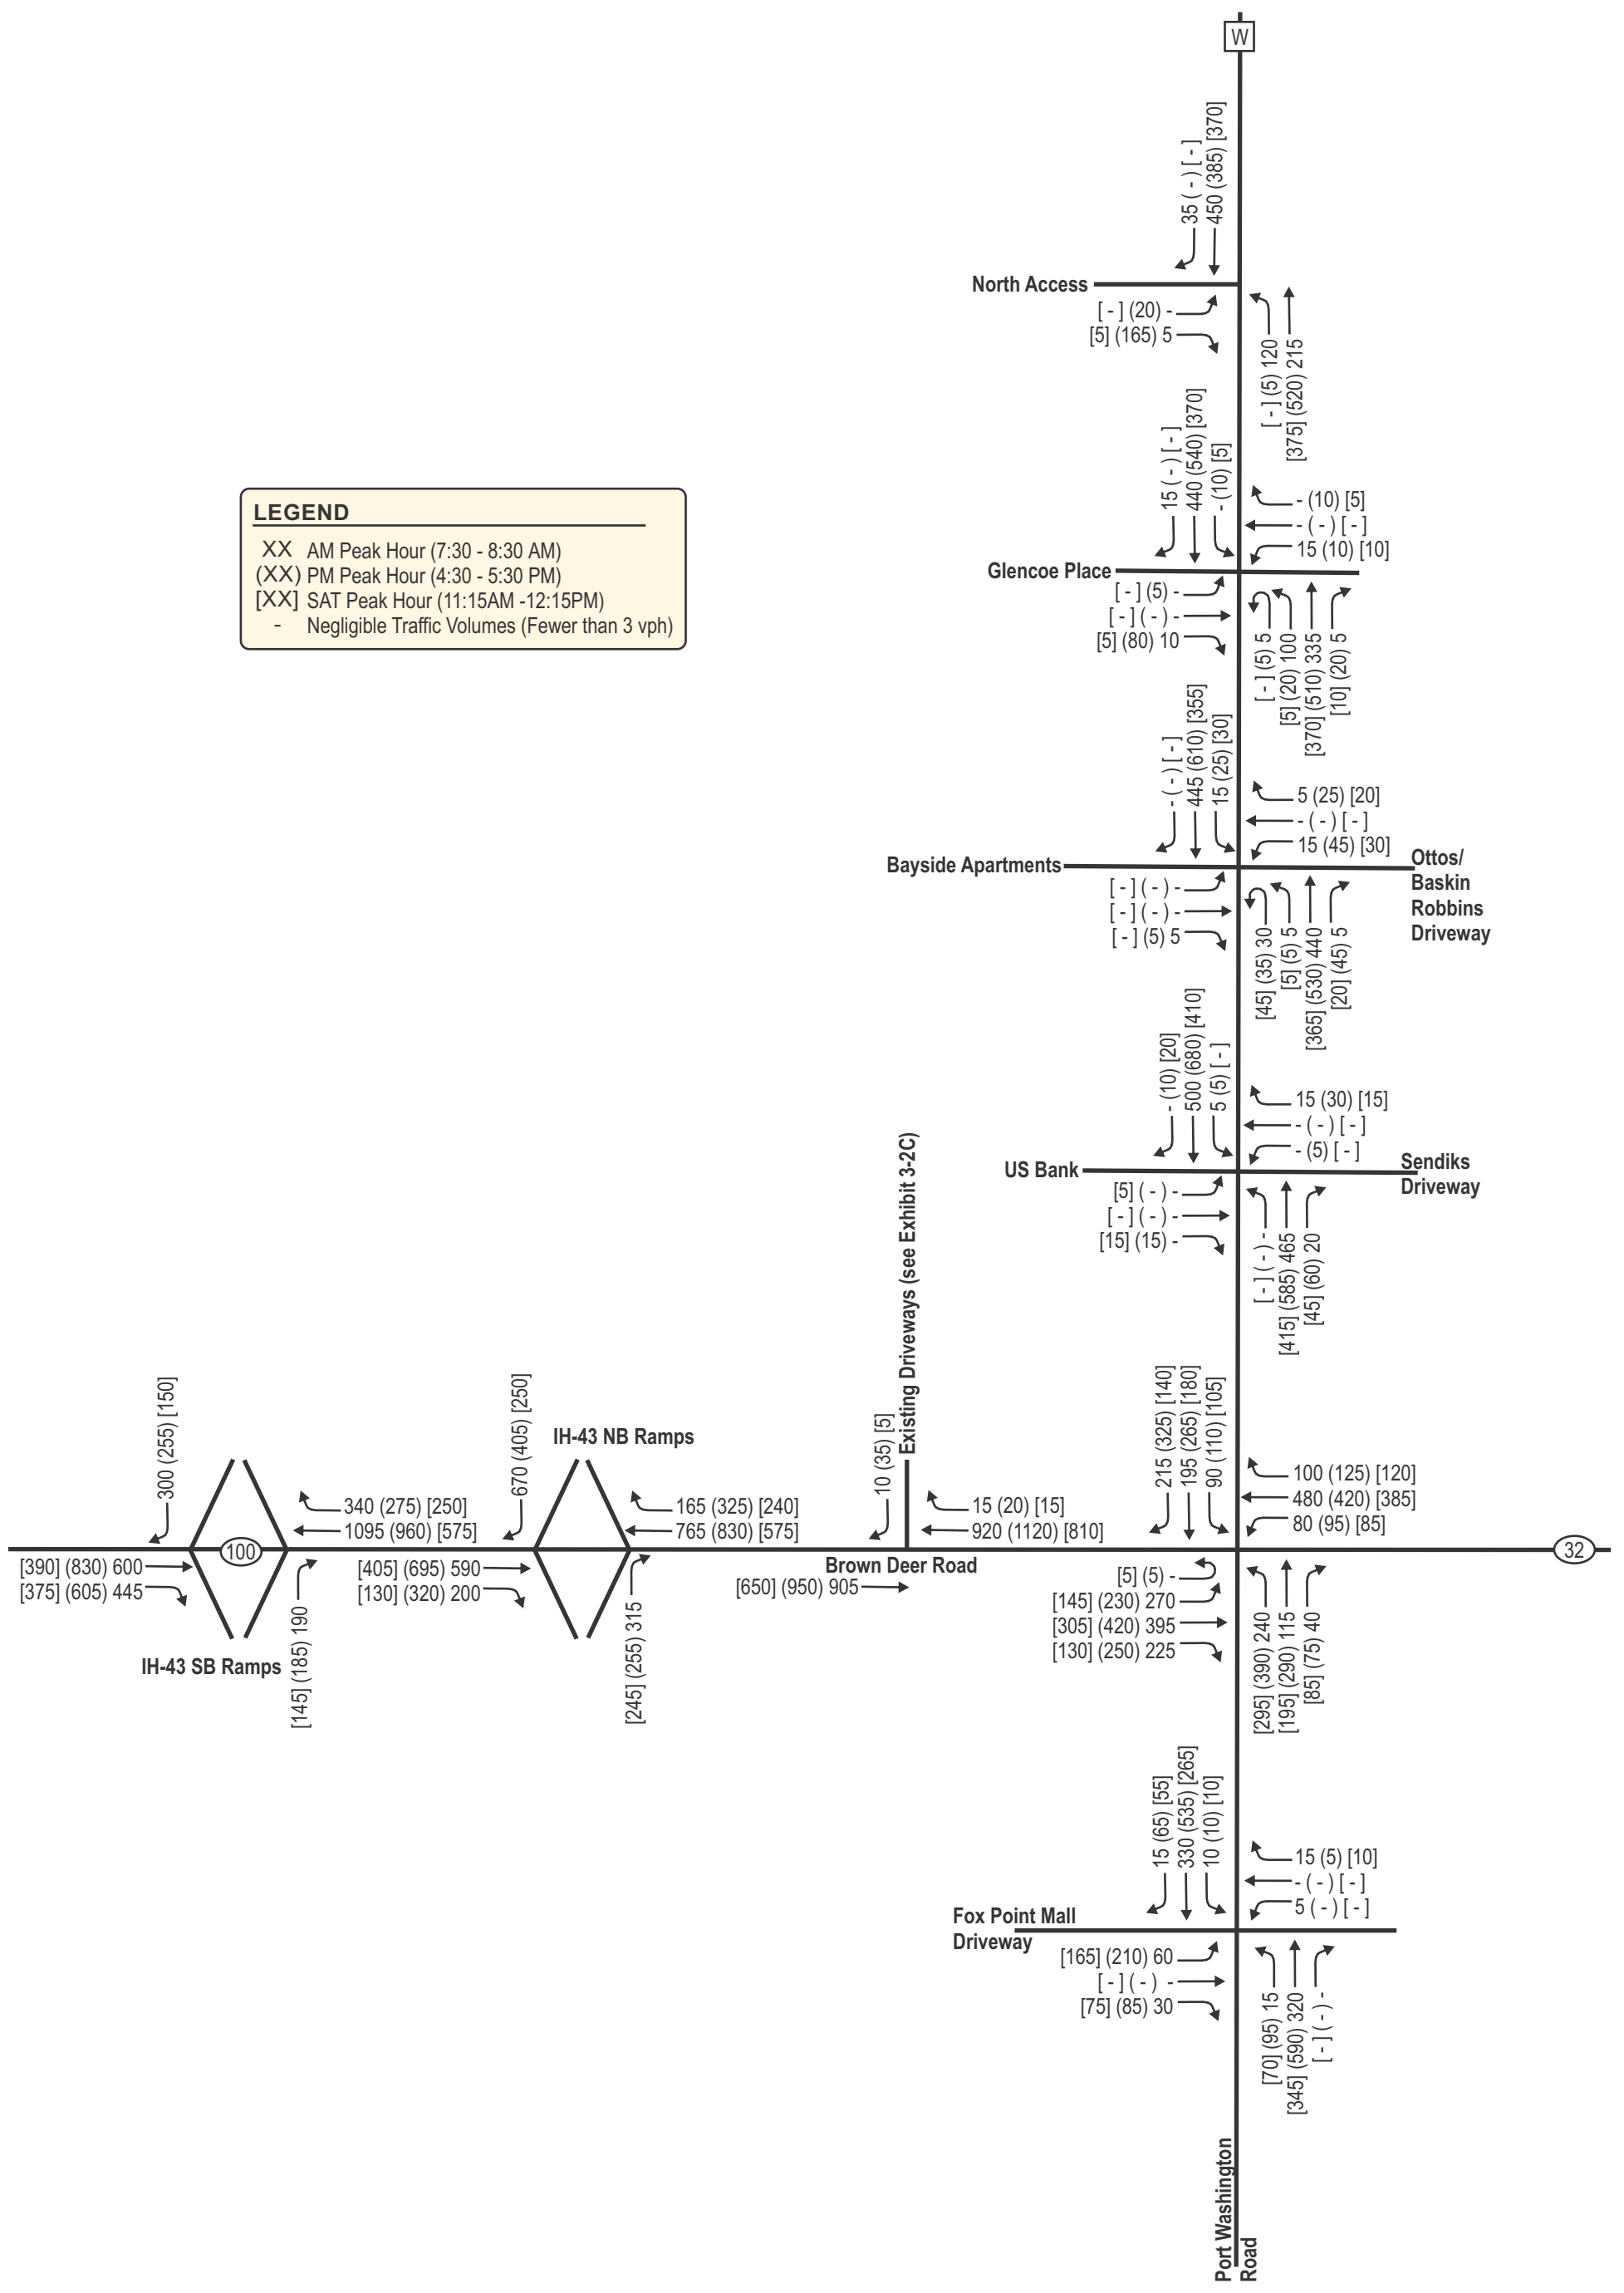 W
35 ( - ) [ - ]
450 (385) [370]
North Access
[ - ] (20) -
[5] (165) 5
[ - ] (5) 120
[375] (520) 215
15 ( - ) [ - ]
440 (540) [370]
- (10) [5]
- (10) [5]
- ( - ) [ - ]
15 (10) [10]
Glencoe Place
[ - ] (5) -
[ - ] ( - ) -
[5] (80) 10
[ - ] (5) 5
[5] (20) 100
[370] (510) 335
[10] (20) 5
LEGEND
XX AM Peak Hour (7:30 - 8:30 AM)
(XX) PM Peak Hour (4:30 - 5:30 PM)
[XX] SAT Peak Hour (11:15AM -12:15PM)
- Negligible Traffic Volumes (Fewer than 3 vph)
- ( - ) [ - ]
445 (610) [355]
15 (25) [30]
5 (25) [20]
- ( - ) [ - ]
15 (45) [30]
Bayside Apartments
Ottos/
Baskin
Robbins
Driveway
[ - ] ( - ) -
[ - ] ( - ) -
[ - ] (5) 5
[45] (35) 30
[5] (5) 5
[365] (530) 440
[20] (45) 5
- (10) [20]
500 (680) [410]
5 (5) [ - ]
15 (30) [15]
- ( - ) [ - ]
- (5) [ - ]
US Bank
Sendiks
Driveway
[5] ( - ) -
[ - ] ( - ) -
[15] (15) -
[ - ] ( - ) -
[415] (585) 465
[45] (60) 20
300 (255) [150]
340 (275) [250]
1095 (960) [575]
100
[390] (830) 600
[375] (605) 445
[145] (185) 190
IH-43 SB Ramps
670 (405) [250]
IH-43 NB Ramps
165 (325) [240]
765 (830) [575]
[405] (695) 590
[130] (320) 200
[245] (255) 315
10 (35) [5]
Existing Driveways (see Exhibit 3-2C)
15 (20) [15]
920 (1120) [810]
Brown Deer Road
[650] (950) 905
215 (325) [140]
195 (265) [180]
90 (110) [105]
100 (125) [120]
480 (420) [385]
80 (95) [85]
32
[5] (5) -
[145] (230) 270
[305] (420) 395
[130] (250) 225
[295] (390) 240
[195] (290) 115
[85] (75) 40
15 (65) [55]
330 (535) [265]
10 (10) [10]
15 (5) [10]
- ( - ) [ - ]
5 ( - ) [ - ]
Fox Point Mall
Driveway
[165] (210) 60
[ - ] ( - ) -
[75] (85) 30
[70] (95) 15
[345] (590) 320
[ - ] ( - ) -
Port Washington
Road